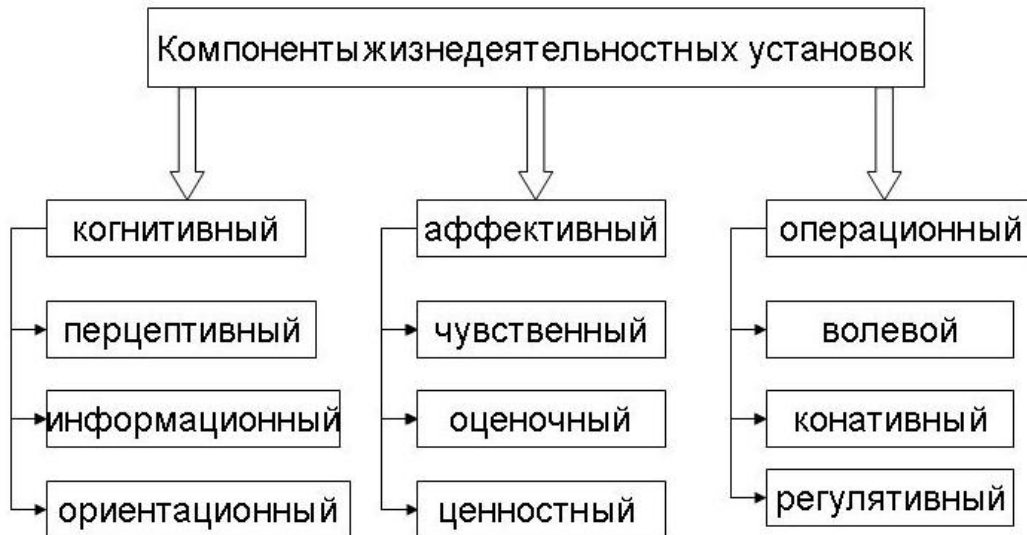 Компоненты жизнедеятельностных установок
когнитивный
перцептивный
информационный
ориентационный
аффективный
чувственный
оценочный
ценностный
операционный
волевой
конативный
регулятивный